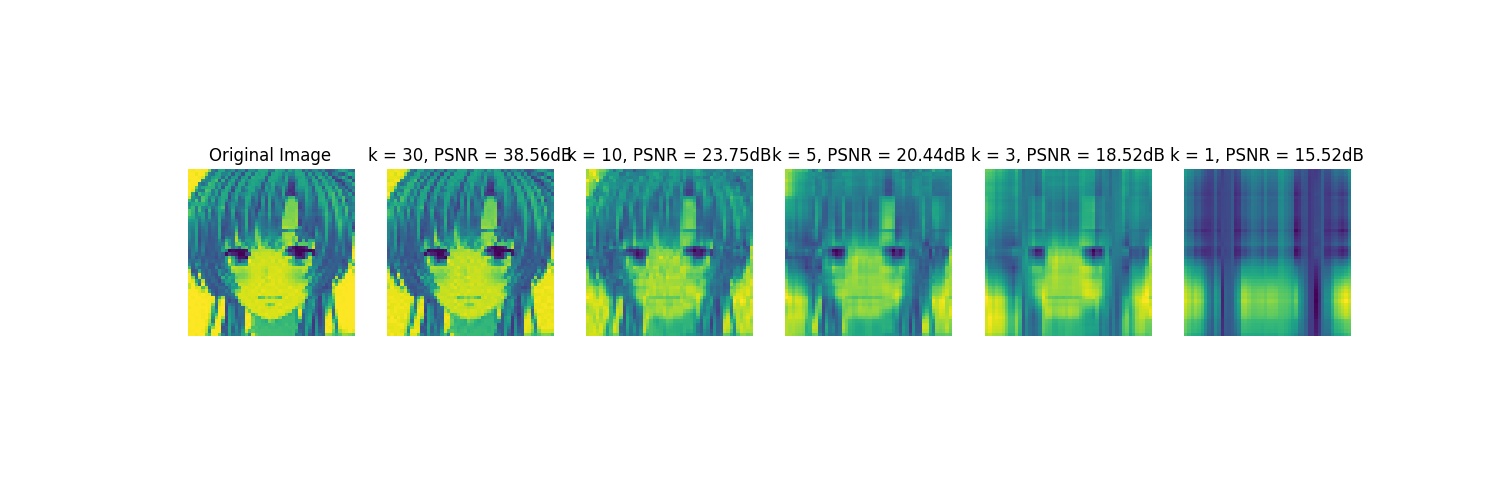 Original Image
k = 30, PSNR = 38.56dB
k = 10, PSNR = 23.75dB
k = 5, PSNR = 20.44dB
k = 3, PSNR = 18.52dB
k = 1, PSNR = 15.52dB